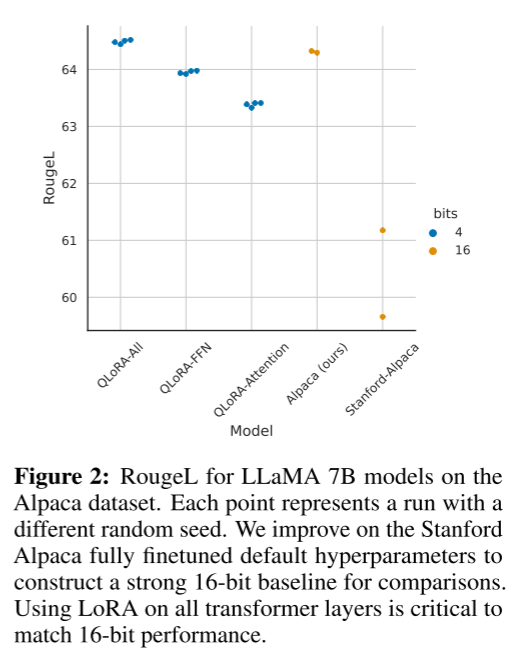 64
63
62
61
60
RougeL
bits
4
16
QLoRA-All
QLoRA-FFN
QLoRA-Attention
Alpaca (ours)
Stanford-Alpaca
Model
Figure 2: RougeL for LLaMA 7B models on the
Alpaca dataset. Each point represents a run with a
different random seed. We improve on the Stanford
Alpaca fully finetuned default hyperparameters to
construct a strong 16-bit baseline for comparisons.
Using LoRA on all transformer layers is critical to
match 16-bit performance.